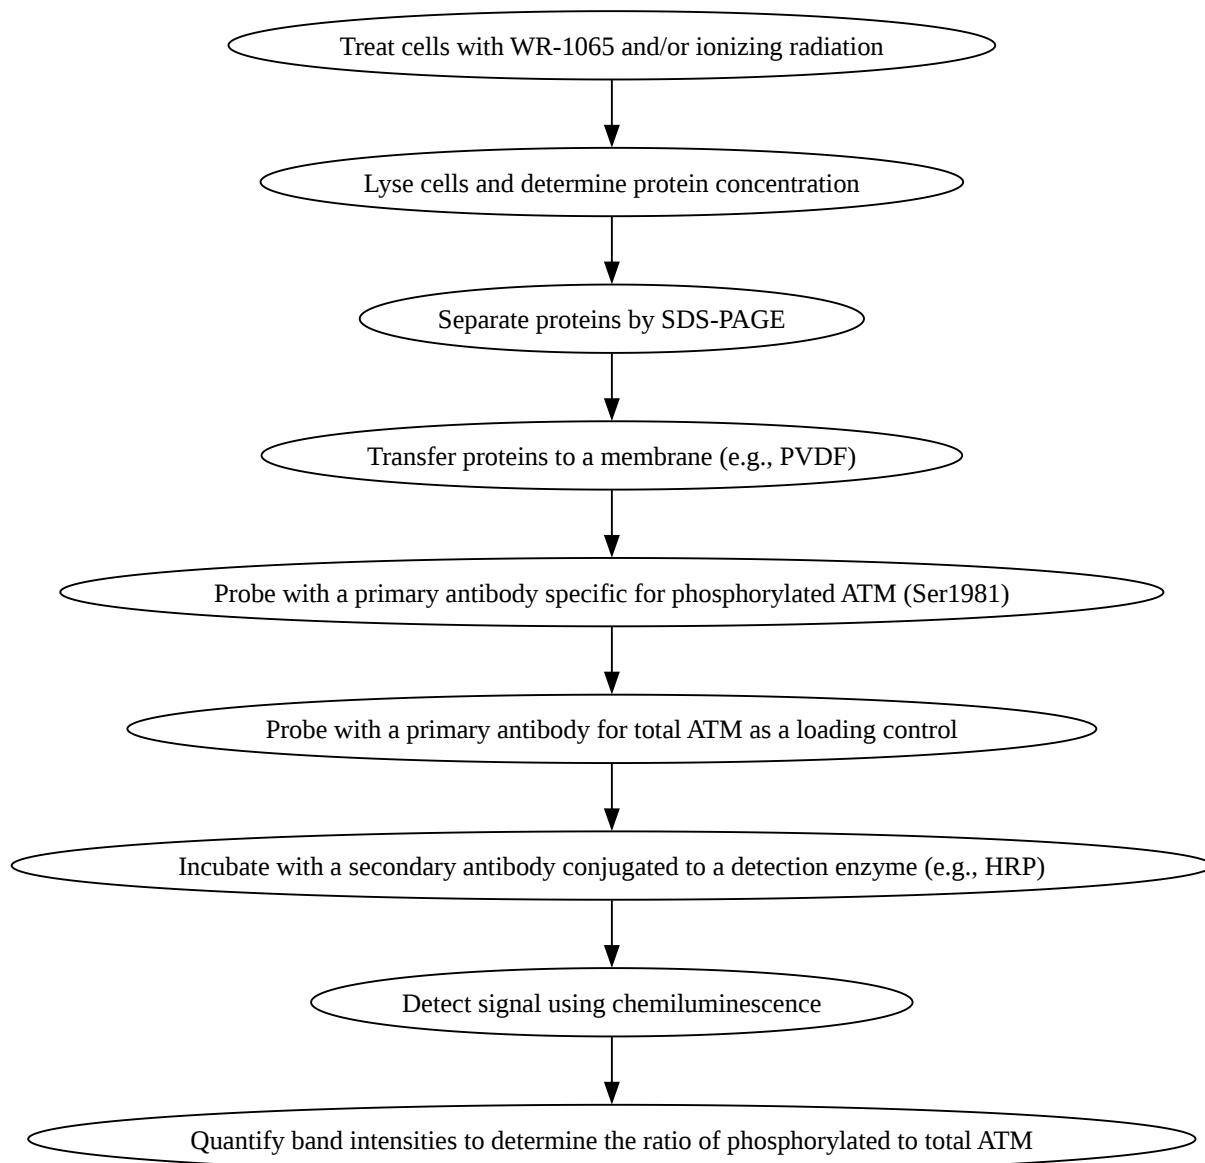 Treat cells with WR-1065 and/or ionizing radiation
Lyse cells and determine protein concentration
Separate proteins by SDS-PAGE
Transfer proteins to a membrane (e.g., PVDF)
Probe with a primary antibody specific for phosphorylated ATM (Ser1981)
Probe with a primary antibody for total ATM as a loading control
Incubate with a secondary antibody conjugated to a detection enzyme (e.g., HRP)
Detect signal using chemiluminescence
Quantify band intensities to determine the ratio of phosphorylated to total ATM